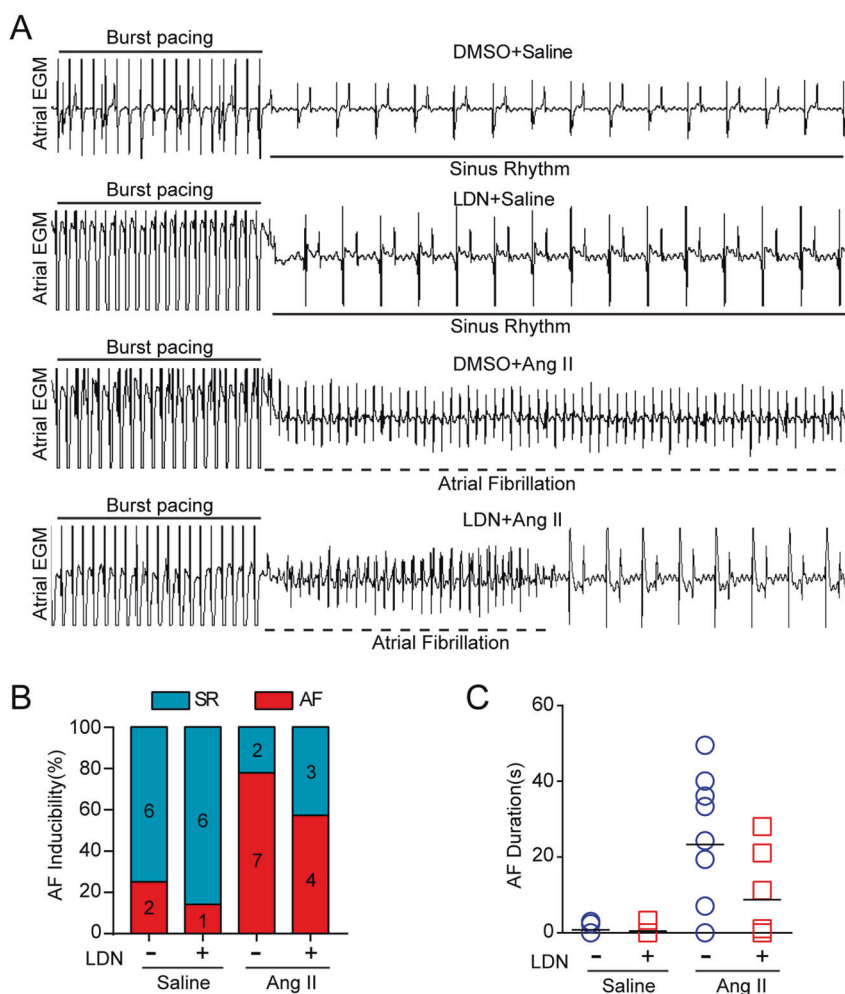 A
Burst pacing
DMSO+Saline
Atrial EGM
Sinus Rhythm
Burst pacing
LDN+Saline
Atrial EGM
Sinus Rhythm
Burst pacing
DMSO+Ang II
Atrial EGM
Atrial Fibrillation
Burst pacing
LDN+Ang II
Atrial EGM
Atrial Fibrillation
B
SR AF
AF Inducibility(%)
100
80
60
40
20
0
6 6 2 3
2 1 7 4
LDN - + - +
Saline Ang II
C
AF Duration(s)
60
40
20
0
LDN - + - +
Saline Ang II